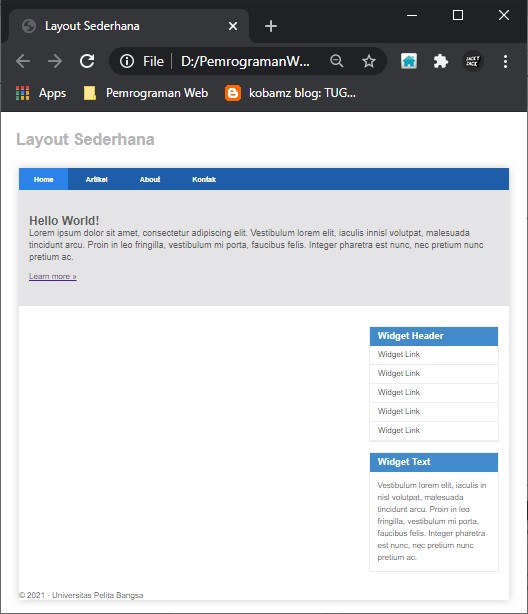 Layout Sederhana
File
D:/PemrogramanW...
Apps
Pemrograman Web
kobamz blog: TUG...
Layout Sederhana
Home
Artikel
About
Kontak
Hello World!
Lorem ipsum dolor sit amet, consectetur adipiscing elit. Vestibulum lorem elit, iaculis innisl volutpat, malesuada
tincidunt arcu. Proin in leo fringilla, vestibulum mi porta, faucibus felis. Integer pharetra est nunc, nec pretium nunc
pretium ac.
Learn more »
Widget Header
Widget Link
Widget Link
Widget Link
Widget Link
Widget Link
Widget Text
Vestibulum lorem elit, iaculis in
nisl volutpat, malesuada
tincidunt arcu. Proin in leo
fringilla, vestibulum mi porta,
faucibus felis. Integer pharetra
est nunc, nec pretium nunc
pretium ac.
© 2021 - Universitas Pelita Bangsa